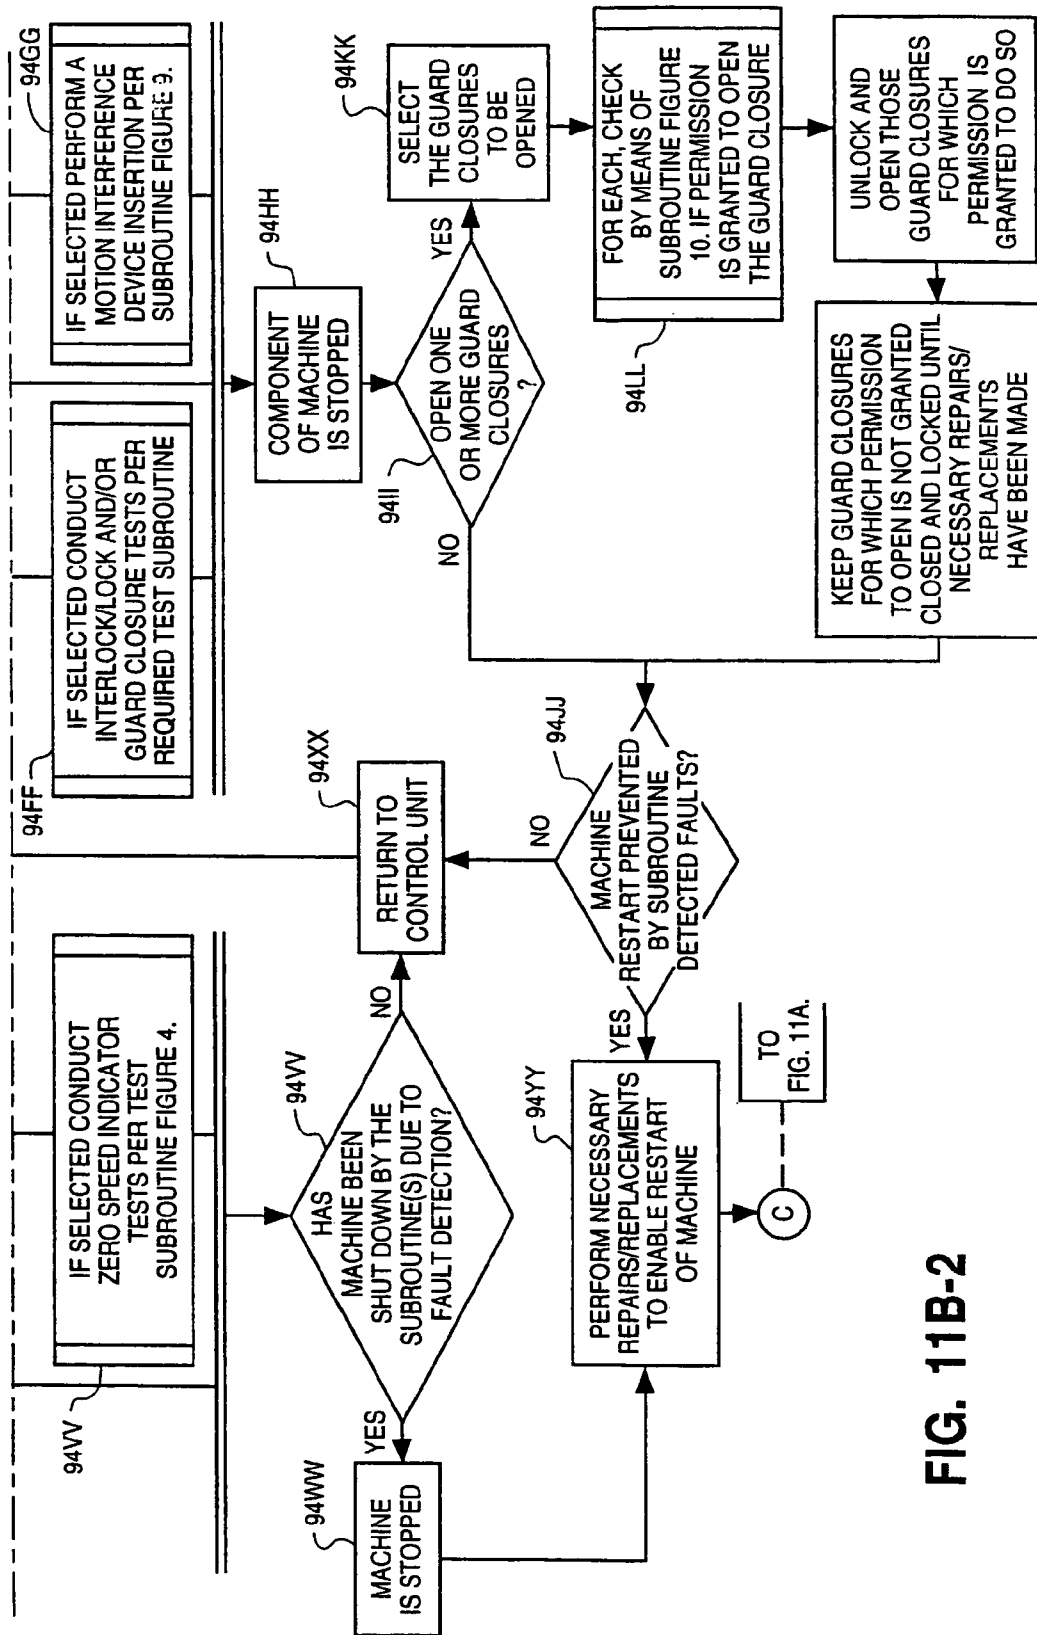 94GG
IF SELECTED PERFORM A
MOTION INTERFERENCE
DEVICE INSERTION PER
SUBROUTINE FIGURE 9.
94FF
IF SELECTED CONDUCT
INTERLOCK/LOCK AND/OR
GUARD CLOSURE TESTS PER
REQUIRED TEST SUBROUTINE
94VV
IF SELECTED CONDUCT
ZERO SPEED INDICATOR
TESTS PER TEST
SUBROUTINE FIGURE 4.
94HH
COMPONENT
OF MACHINE
IS STOPPED
94II
OPEN ONE
OR MORE GUARD
CLOSURES
?
YES
NO
94KK
SELECT
THE GUARD
CLOSURES
TO BE
OPENED
94LL
FOR EACH, CHECK
BY MEANS OF
SUBROUTINE FIGURE
10. IF PERMISSION
IS GRANTED TO OPEN
THE GUARD CLOSURE
UNLOCK AND
OPEN THOSE
GUARD CLOSURES
FOR WHICH
PERMISSION IS
GRANTED TO DO SO
KEEP GUARD CLOSURES
FOR WHICH PERMISSION
TO OPEN IS NOT GRANTED
CLOSED AND LOCKED UNTIL
NECESSARY REPAIRS/
REPLACEMENTS
HAVE BEEN MADE
94JJ
MACHINE
RESTART PREVENTED
BY SUBROUTINE
DETECTED FAULTS?
NO
YES
94XX
RETURN TO
CONTROL UNIT
94VV
HAS
MACHINE BEEN
SHUT DOWN BY THE
SUBROUTINE(S) DUE TO
FAULT DETECTION?
NO
YES
94WW
MACHINE
IS STOPPED
94YY
PERFORM NECESSARY
REPAIRS/REPLACEMENTS
TO ENABLE RESTART
OF MACHINE
C
TO
FIG. 11A.
FIG. 11B-2